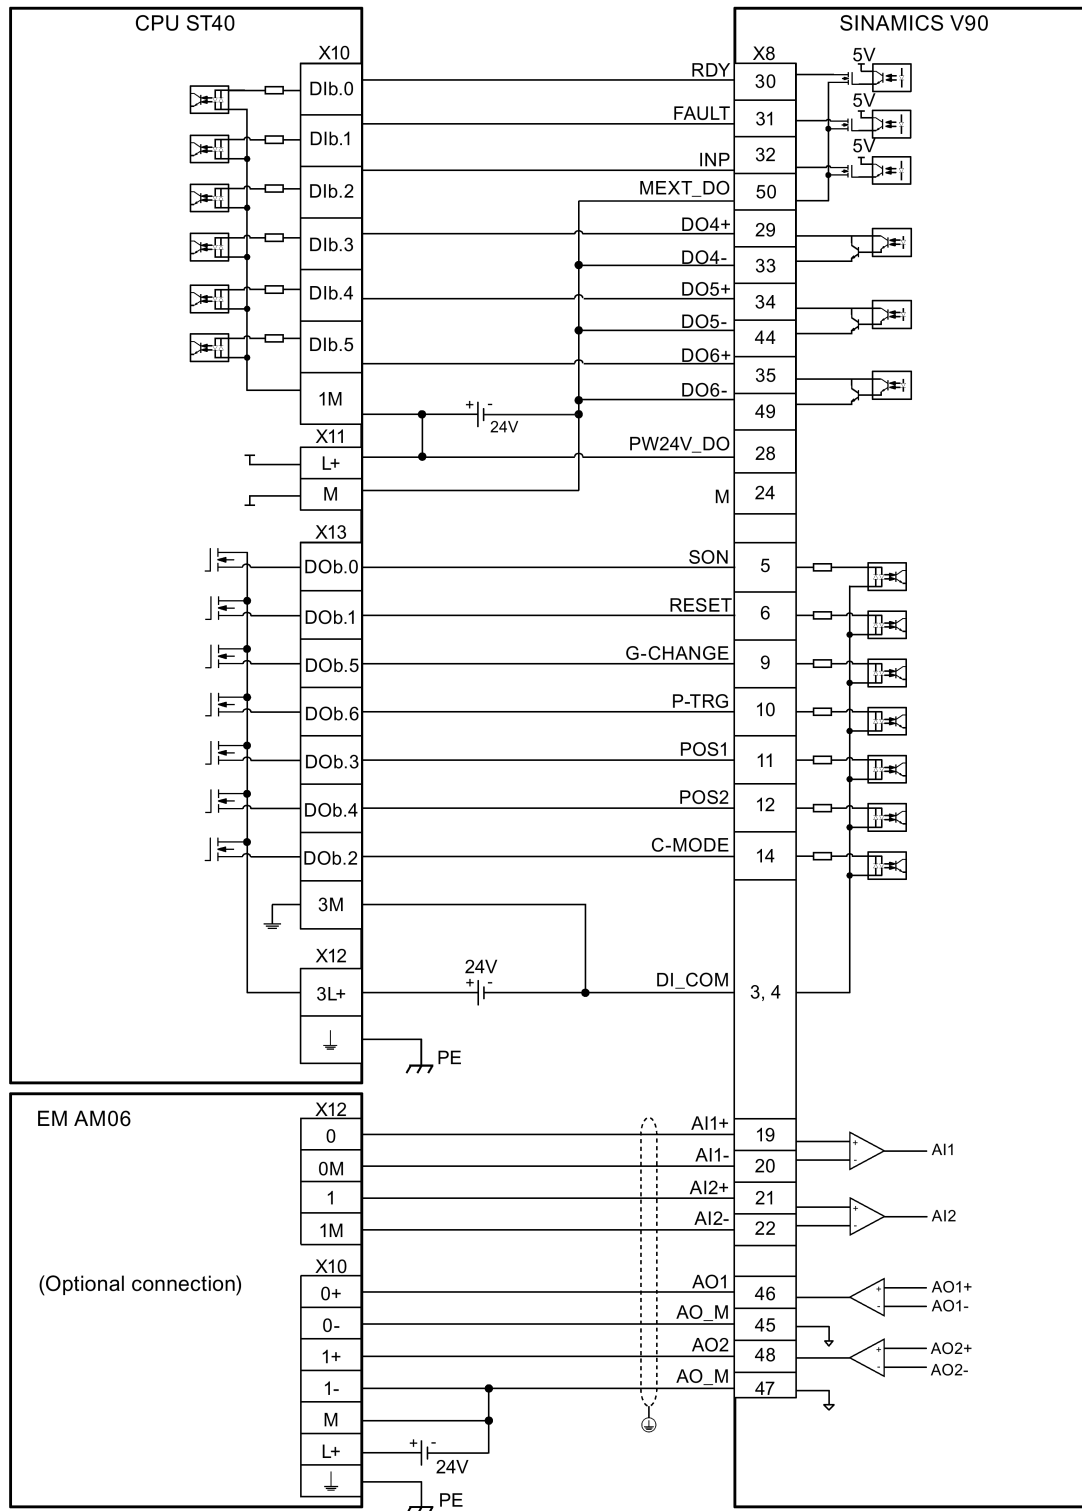 CPU ST40
SINAMICS V90
X10
X8
5V
5V
5V
DIb.0
RDY
30
DIb.1
FAULT
31
DIb.2
INP
32
MEXT_DO
50
DIb.3
DO4+
29
DO4-
33
DIb.4
DO5+
34
DO5-
44
DIb.5
DO6+
35
1M
DO6-
49
+ -
24V
X11
L+
PW24V_DO
28
M
M
24
X13
DOb.0
SON
5
DOb.1
RESET
6
DOb.5
G-CHANGE
9
DOb.6
P-TRG
10
DOb.3
POS1
11
DOb.4
POS2
12
DOb.2
C-MODE
14
3M
X12
24V
+ -
3L+
DI_COM
3, 4
PE
EM AM06
X12
0
AI1+
19
+
-
AI1
0M
AI1-
20
1
AI2+
21
+
-
AI2
1M
AI2-
22
(Optional connection)
X10
0+
AO1
46
+
-
AO1+
AO1-
0-
AO_M
45
1+
AO2
48
+
-
AO2+
AO2-
1-
AO_M
47
M
L+
+ -
24V
PE